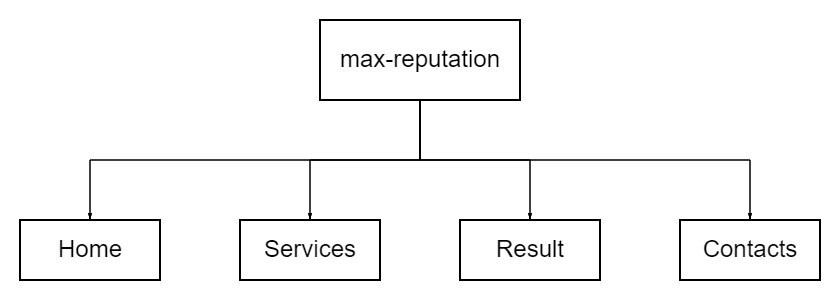 max-reputation
Home
Services
Result
Contacts